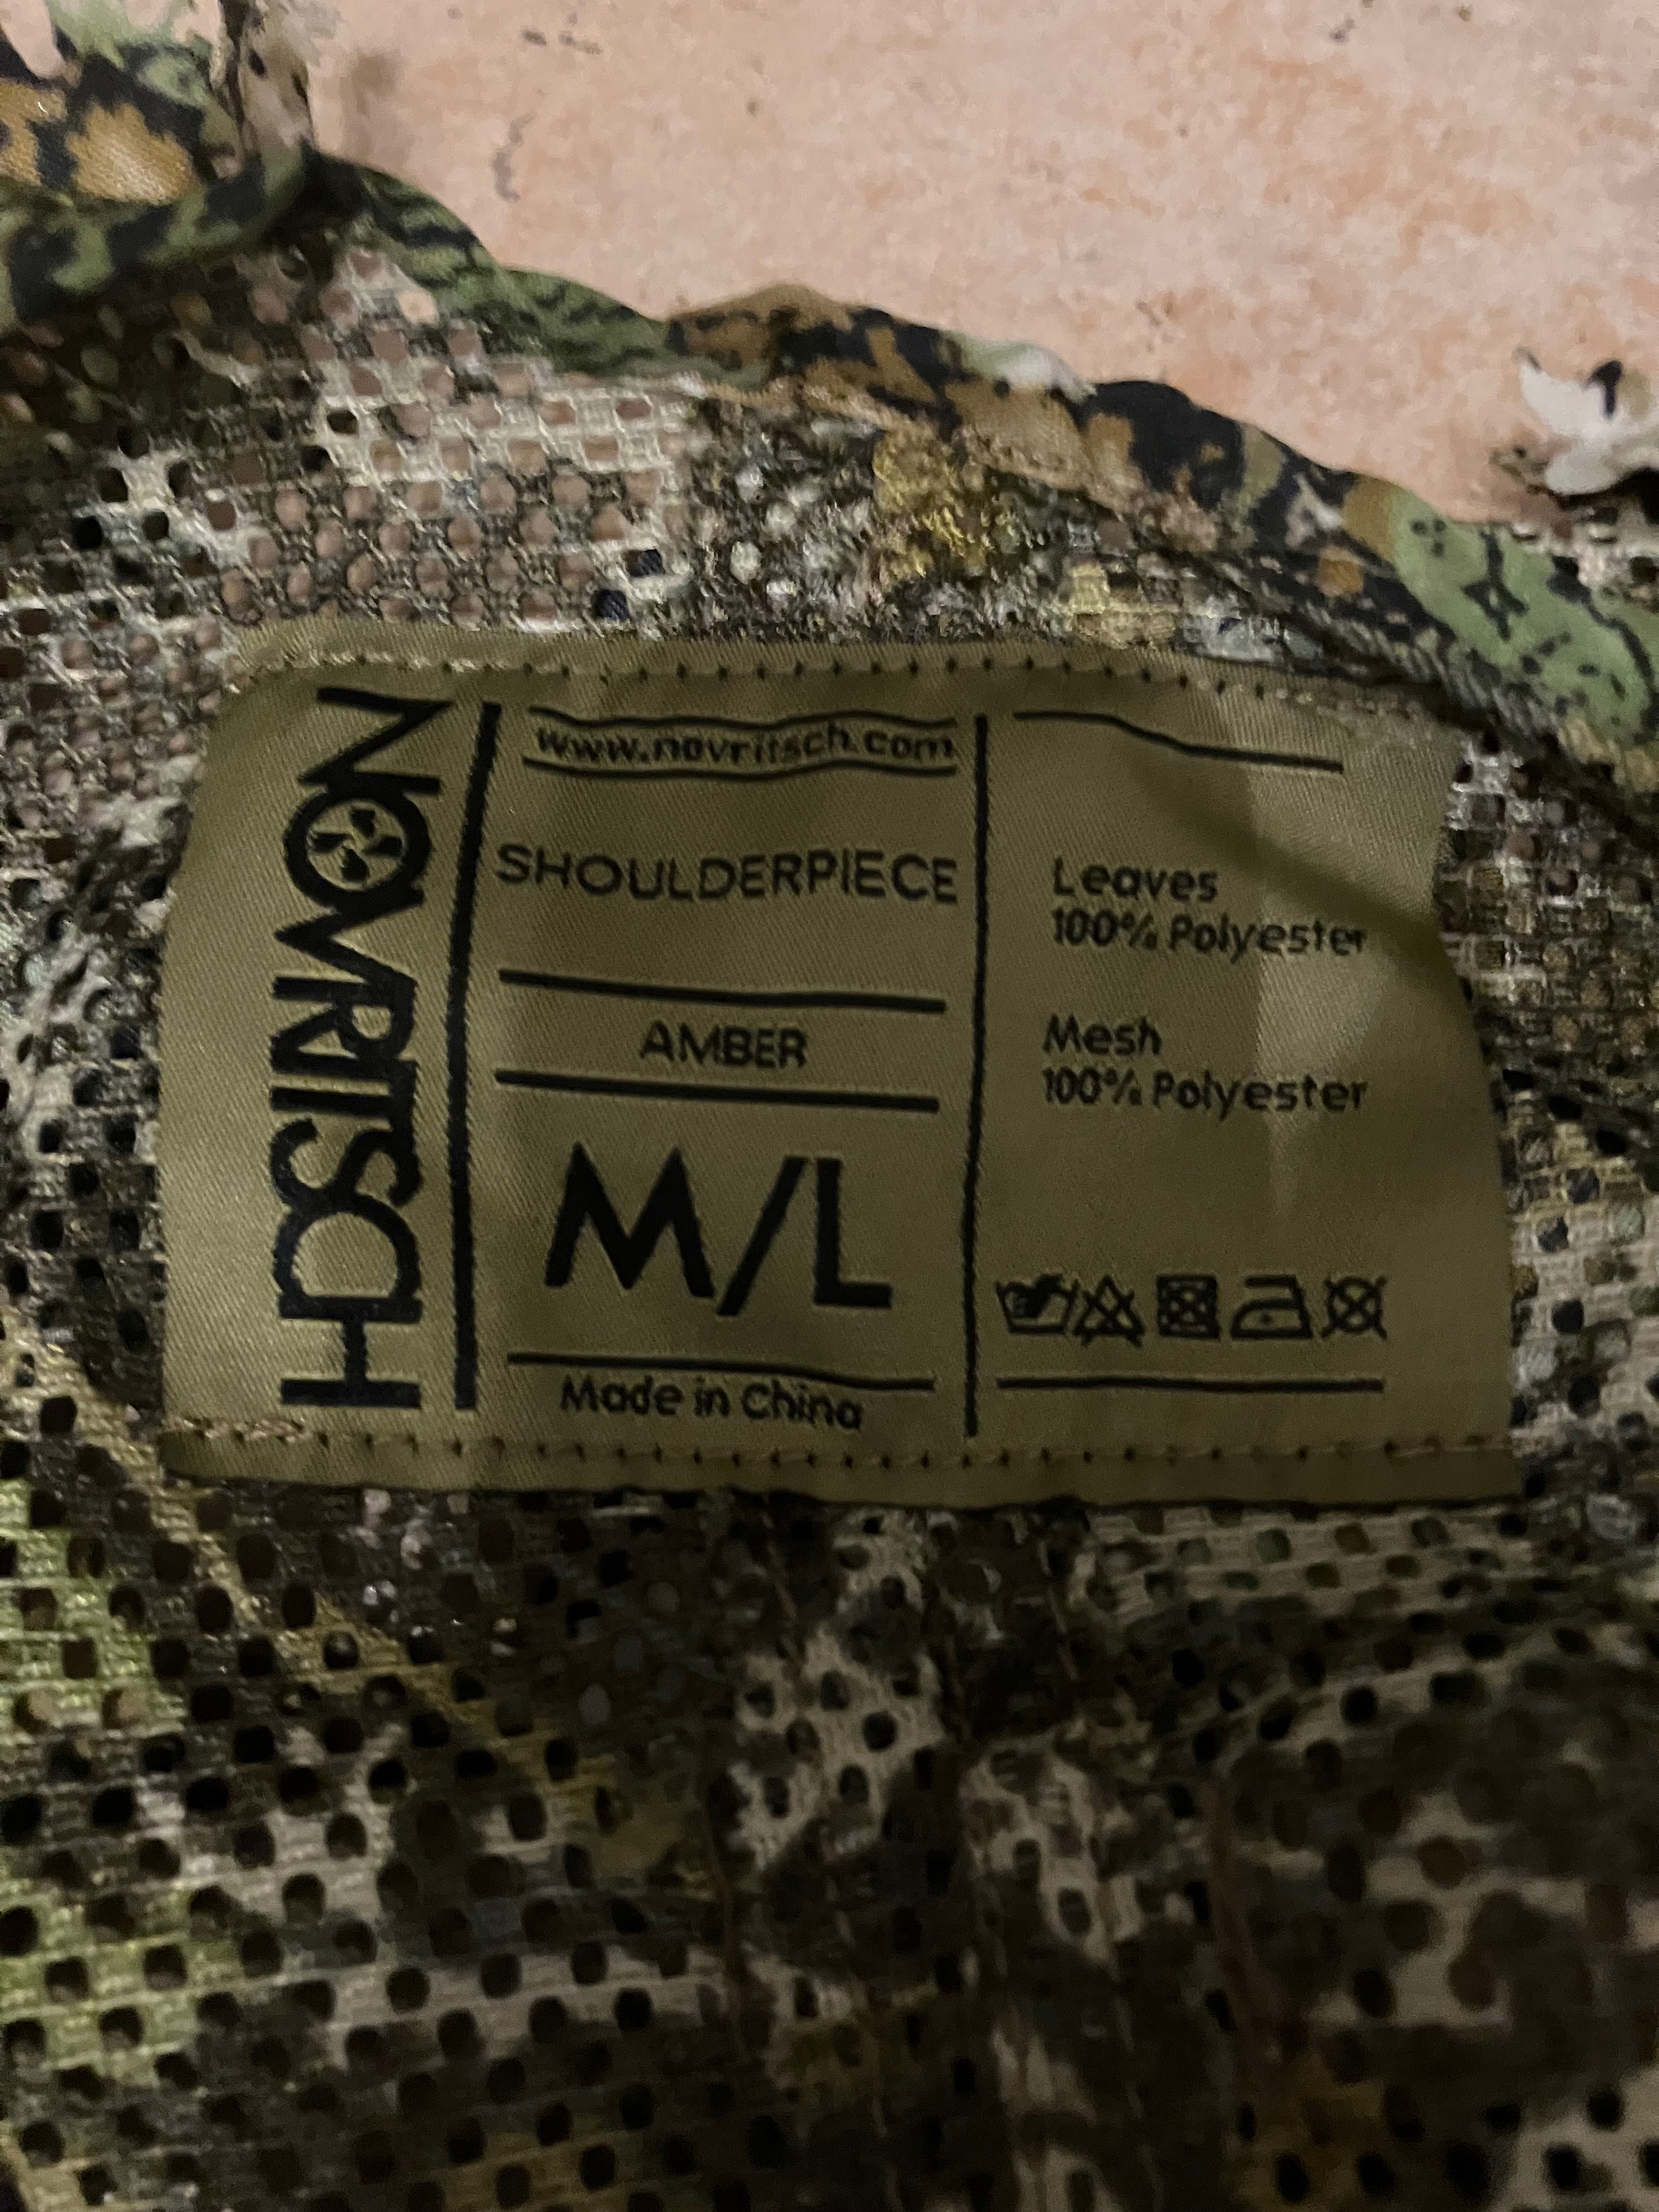 NOVRITSCH
www.novritsch.com
SHOULDERPIECE
AMBER
M/L
Made in China
Leaves
100% Polyester
Mesh
100% Polyester